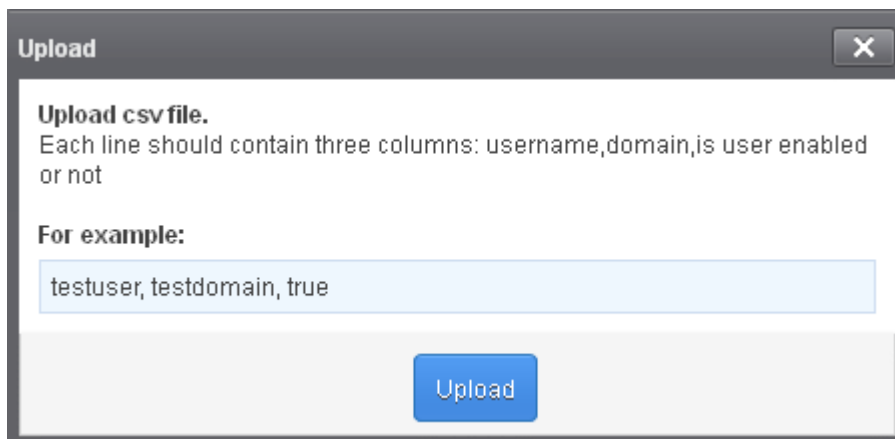 Upload
Upload csv file.
Each line should contain three columns: username,domain,is user enabled
or not
For example:
testuser, testdomain, true
Upload